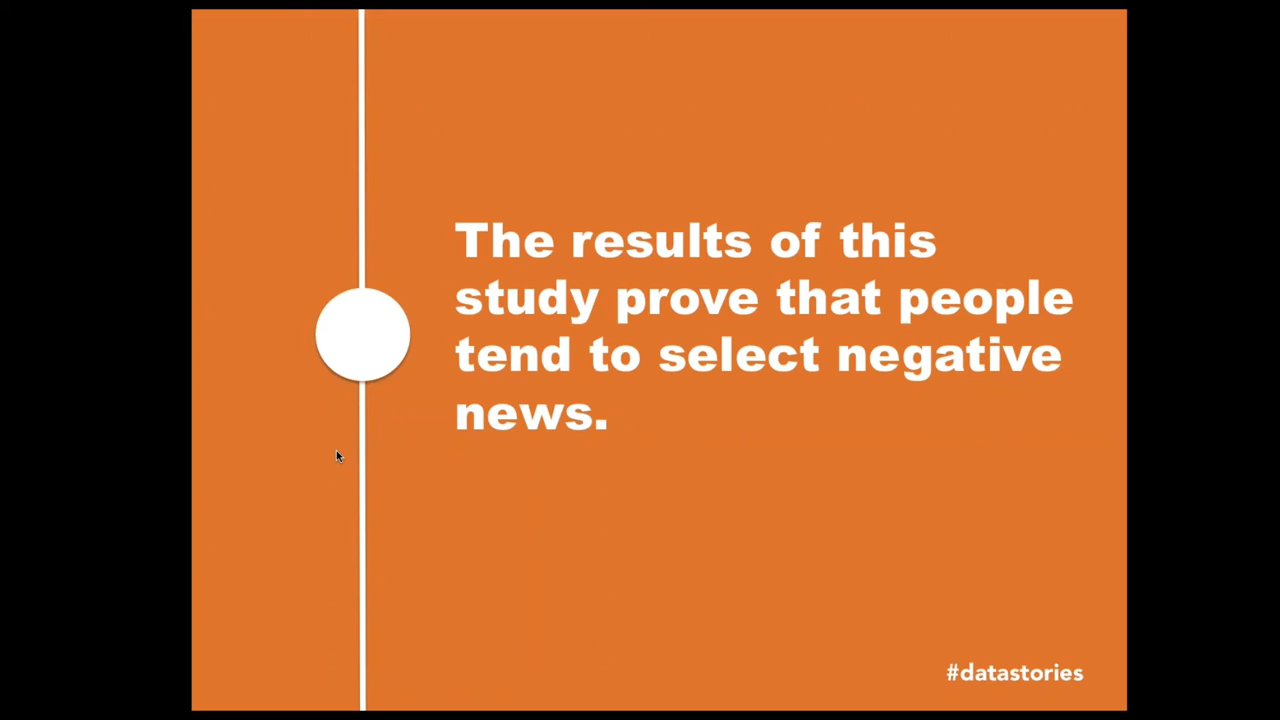 The results of this
study prove that people
tend to select negative
news.
#datastories